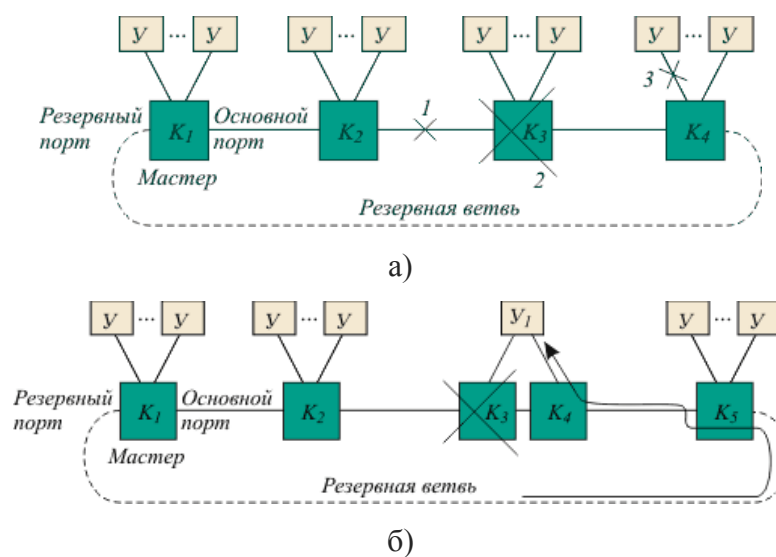 У ... У У ... У У ... У У ... У
1 3
Резервный Основной
порт порт
K1 K2 K3 K4
Мастер 2
Резервная ветвь
а)
У ... У У ... У У1 У ... У
Резервный Основной
порт порт
K1 K2 K3 K4 K5
Мастер
Резервная ветвь
б)